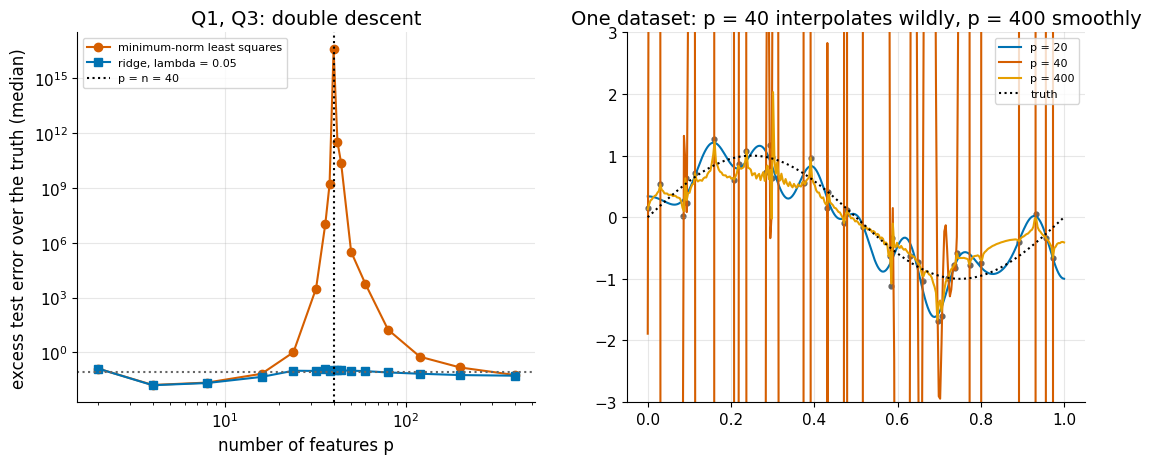 Q1, Q3: double descent
excess test error over the truth (median)
10^15
10^12
10^9
10^6
10^3
10^0
minimum-norm least squares
ridge, lambda = 0.05
p = n = 40
10^1
10^2
number of features p
One dataset: p = 40 interpolates wildly, p = 400 smoothly
3
2
1
0
−1
−2
−3
p = 20
p = 40
p = 400
truth
0.0
0.2
0.4
0.6
0.8
1.0